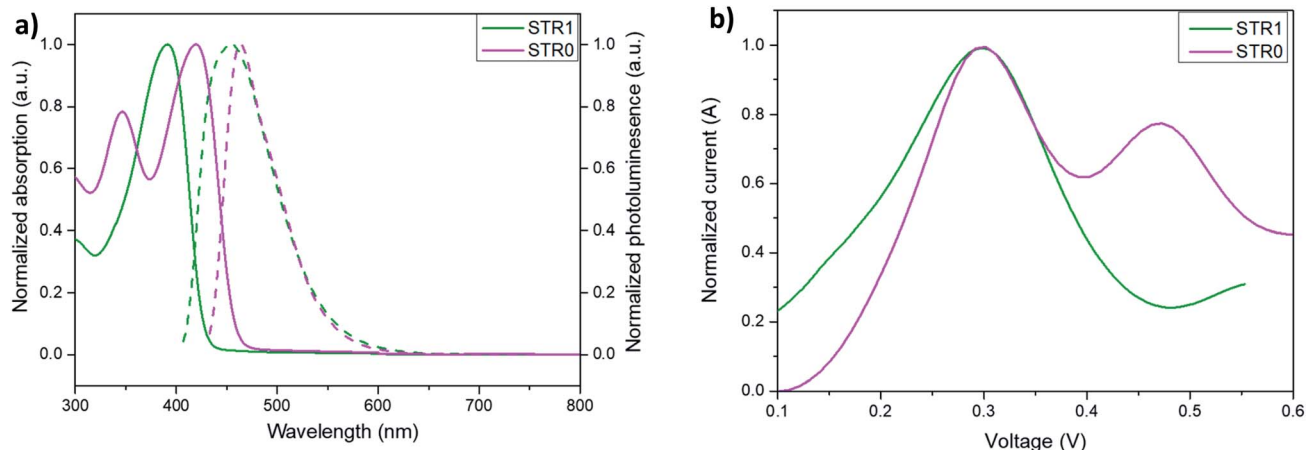 a)
STR1
STR0
1.0
0.8
0.6
0.4
0.2
0.0
Normalized absorption (a.u.)
300
400
500
600
700
800
Wavelength (nm)
1.0
0.8
0.6
0.4
0.2
0.0
Normalized photoluminesence (a.u.)
b)
STR1
STR0
1.0
0.8
0.6
0.4
0.2
0.0
Normalized current (A)
0.1
0.2
0.3
0.4
0.5
0.6
Voltage (V)